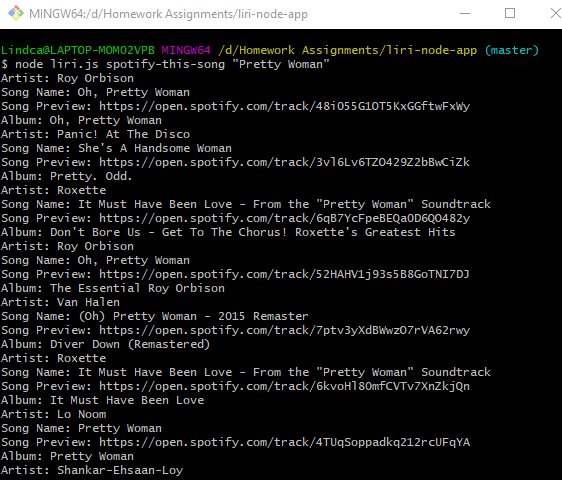 MINGW64:/d/Homework Assignments/liri-node-app
Lindca@LAPTOP-MOMO2VPB MINGW64 /d/Homework Assignments/liri-node-app (master)
$ node liri.js spotify-this-song "Pretty Woman"
Artist: Roy Orbison
Song Name: Oh, Pretty Woman
Song Preview: https://open.spotify.com/track/48iO55G1OT5KxGGftwFxWy
Album: Oh, Pretty Woman
Artist: Panic! At The Disco
Song Name: She's A Handsome Woman
Song Preview: https://open.spotify.com/track/3vl6Lv6TZO429Z2bBwCiZk
Album: Pretty. Odd.
Artist: Roxette
Song Name: It Must Have Been Love - From the "Pretty Woman" Soundtrack
Song Preview: https://open.spotify.com/track/6qB7YcFpeBEQaOD6QO482y
Album: Don't Bore Us - Get To The Chorus! Roxette's Greatest Hits
Artist: Roy Orbison
Song Name: Oh, Pretty Woman
Song Preview: https://open.spotify.com/track/52HAHV1j93s5B8GoTNI7DJ
Album: The Essential Roy Orbison
Artist: Van Halen
Song Name: (Oh) Pretty Woman - 2015 Remaster
Song Preview: https://open.spotify.com/track/7ptv3yXdBWwzO7rVA62rwy
Album: Diver Down (Remastered)
Artist: Roxette
Song Name: It Must Have Been Love - From the "Pretty Woman" Soundtrack
Song Preview: https://open.spotify.com/track/6kvoHl80mfCVTv7XnZkjQn
Album: It Must Have Been Love
Artist: Lo Noom
Song Name: Pretty Woman
Song Preview: https://open.spotify.com/track/4TUqSoppadkq212rcUFqYA
Album: Pretty Woman
Artist: Shankar-Ehsaan-Loy